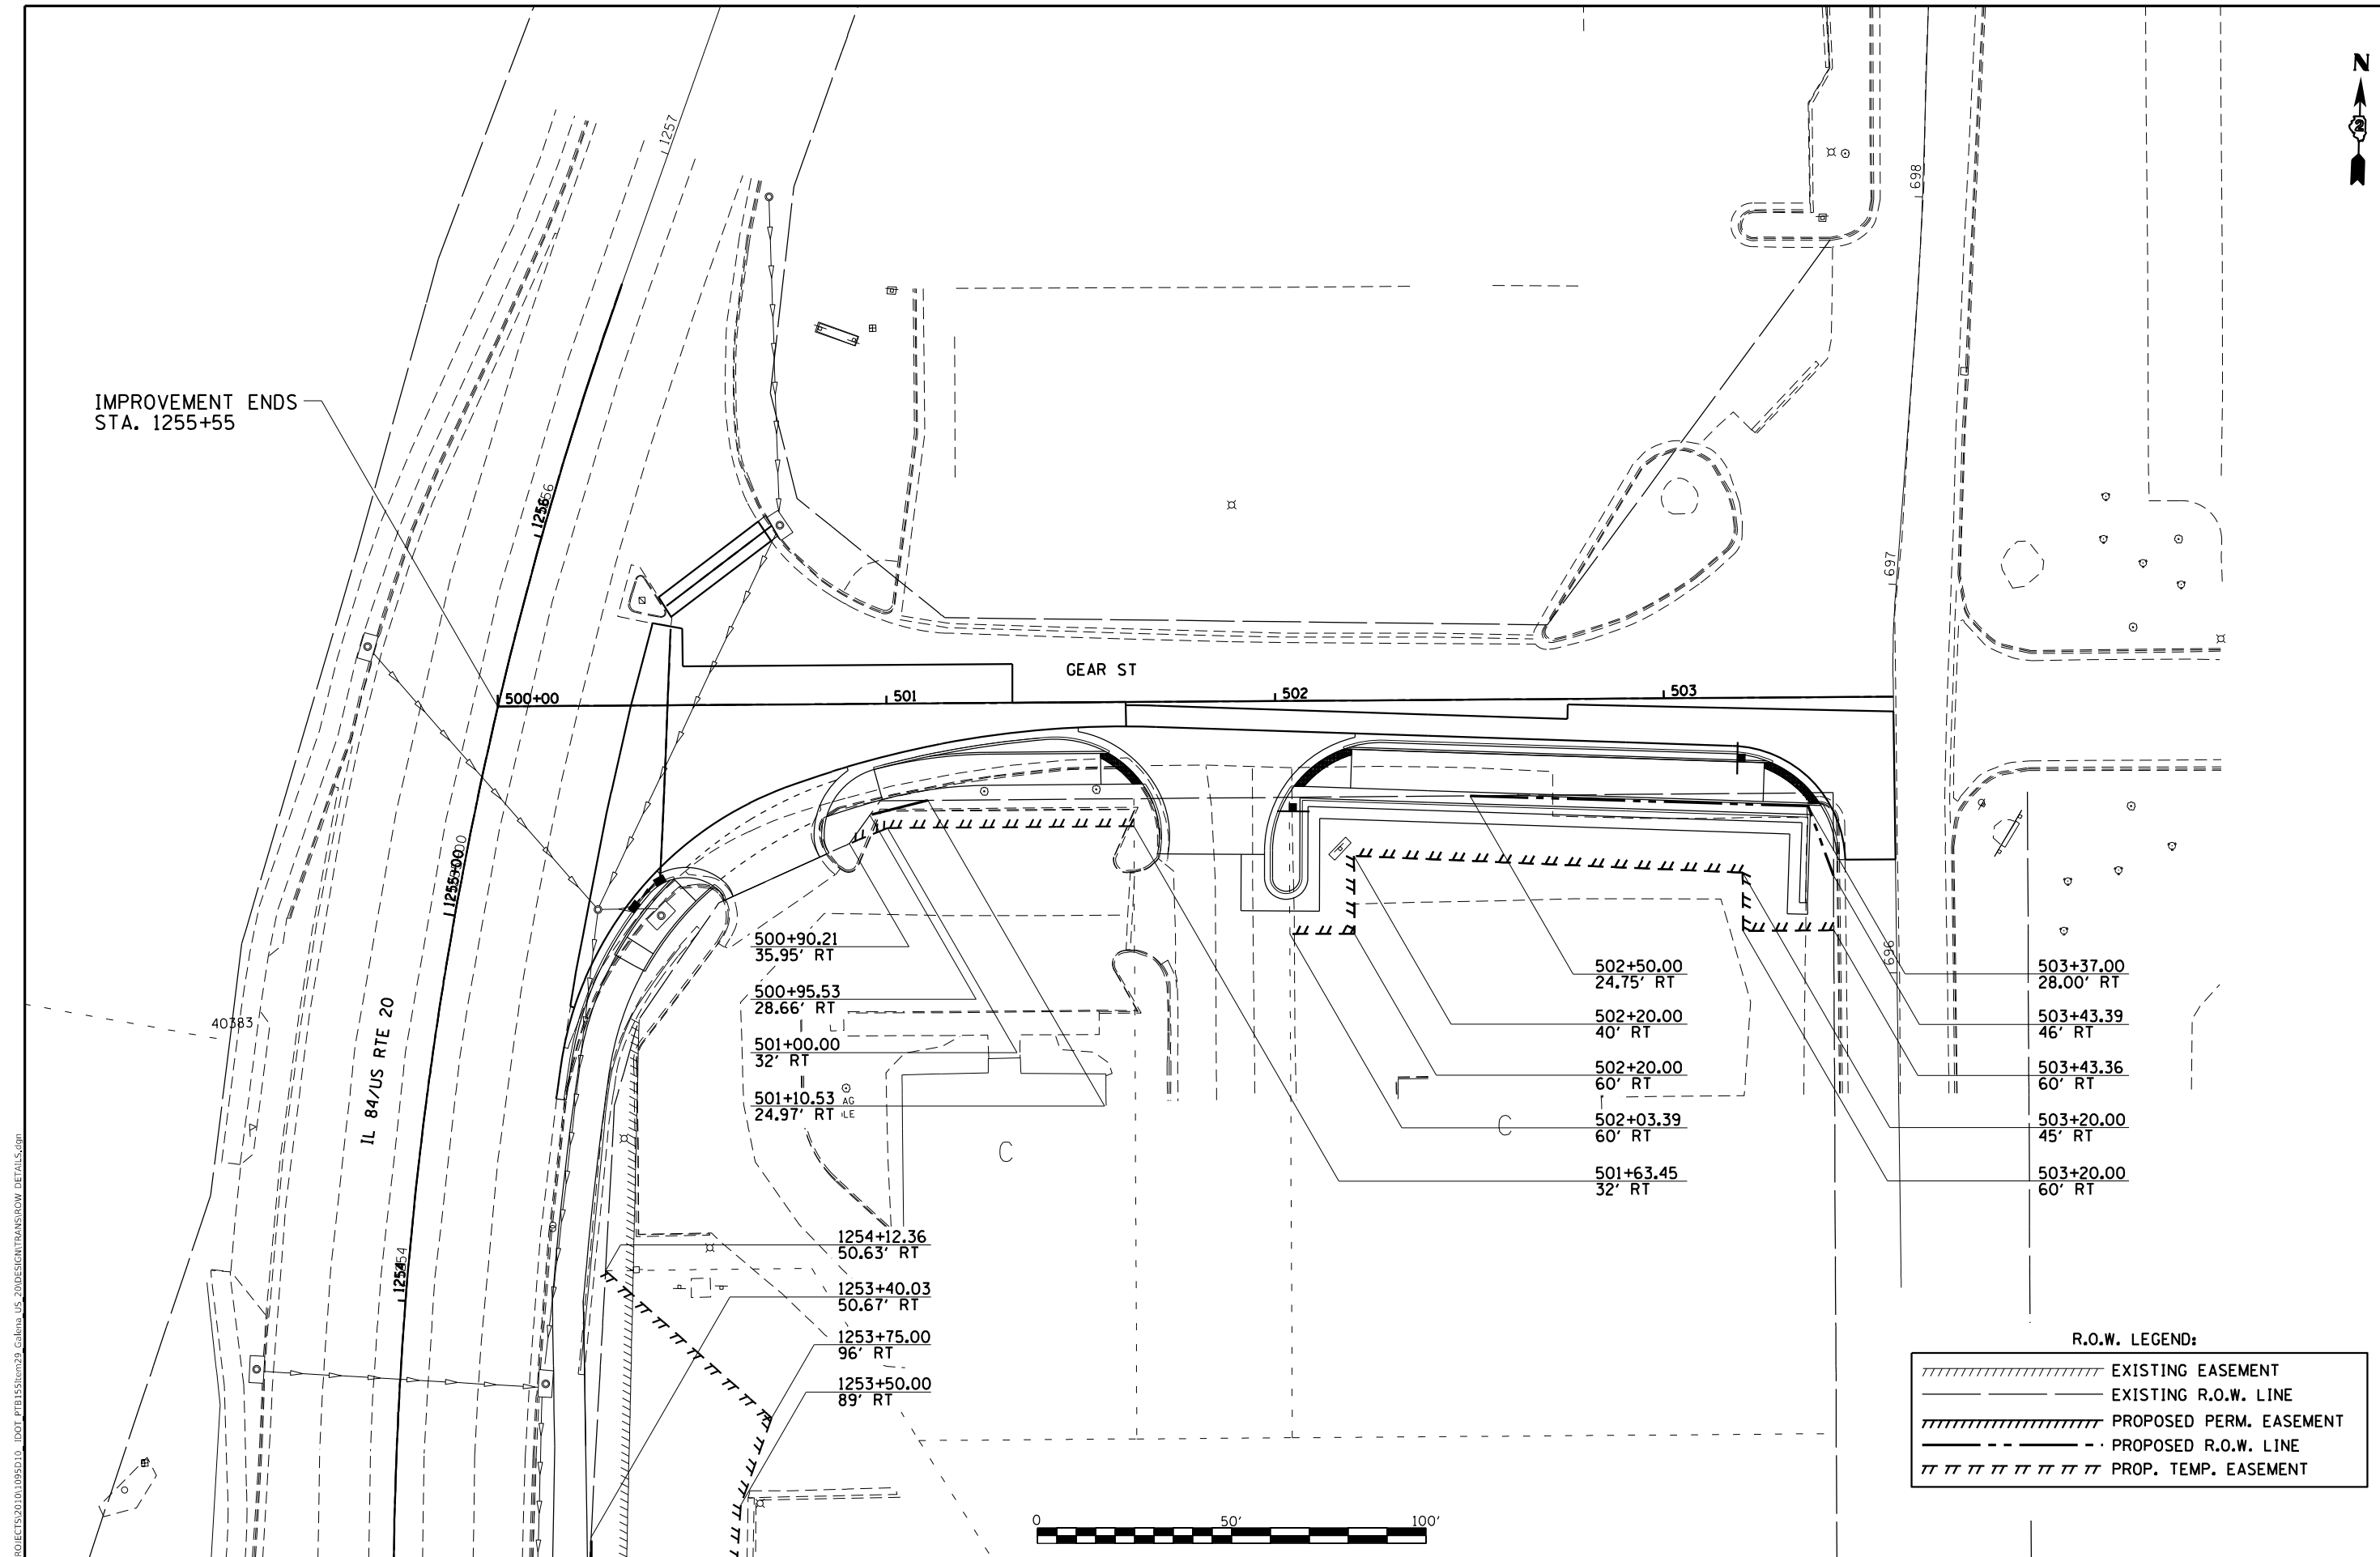 N
2
1257
698
IMPROVEMENT ENDS
STA. 1255+55
1256
697
GEAR ST
500+00
501
502
503
1255+00
500+90.21
35.95' RT
500+95.53
28.66' RT
501+00.00
32' RT
501+10.53
24.97' RT
AG
LE
C
502+50.00
24.75' RT
502+20.00
40' RT
502+20.00
60' RT
502+03.39
60' RT
501+63.45
32' RT
C
696
503+37.00
28.00' RT
503+43.39
46' RT
503+43.36
60' RT
503+20.00
45' RT
503+20.00
60' RT
40383
IL 84/US RTE 20
1254
1254+12.36
50.63' RT
1253+40.03
50.67' RT
1253+75.00
96' RT
1253+50.00
89' RT
R.O.W. LEGEND:
EXISTING EASEMENT
EXISTING R.O.W. LINE
PROPOSED PERM. EASEMENT
PROPOSED R.O.W. LINE
PROP. TEMP. EASEMENT
0 50' 100'